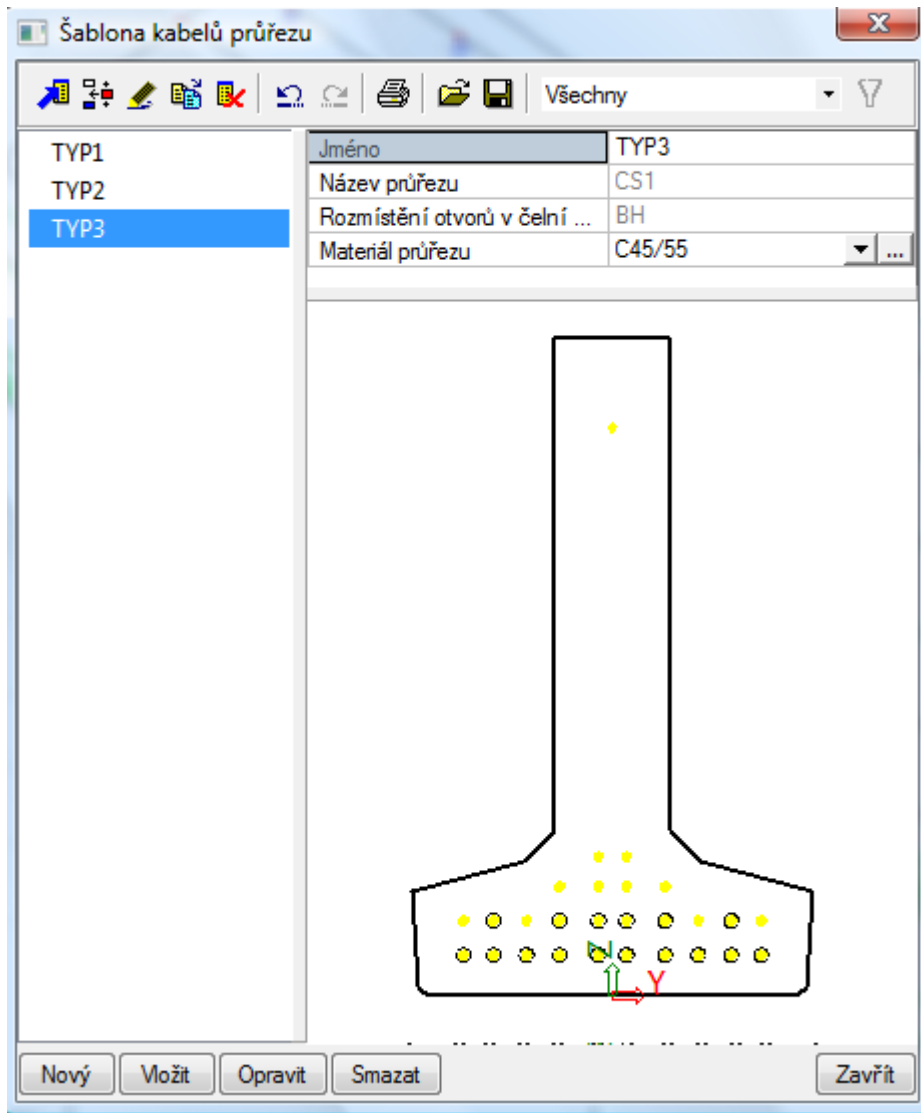 Šablona kabelů průřezu
Všechny
TYP1
TYP2
TYP3
Jméno TYP3
Název průřezu CS1
Rozmístění otvorů v čelní ... BH
Materiál průřezu C45/55 ...
Z
Y
Nový Vložit Opravit Smazat Zavřít